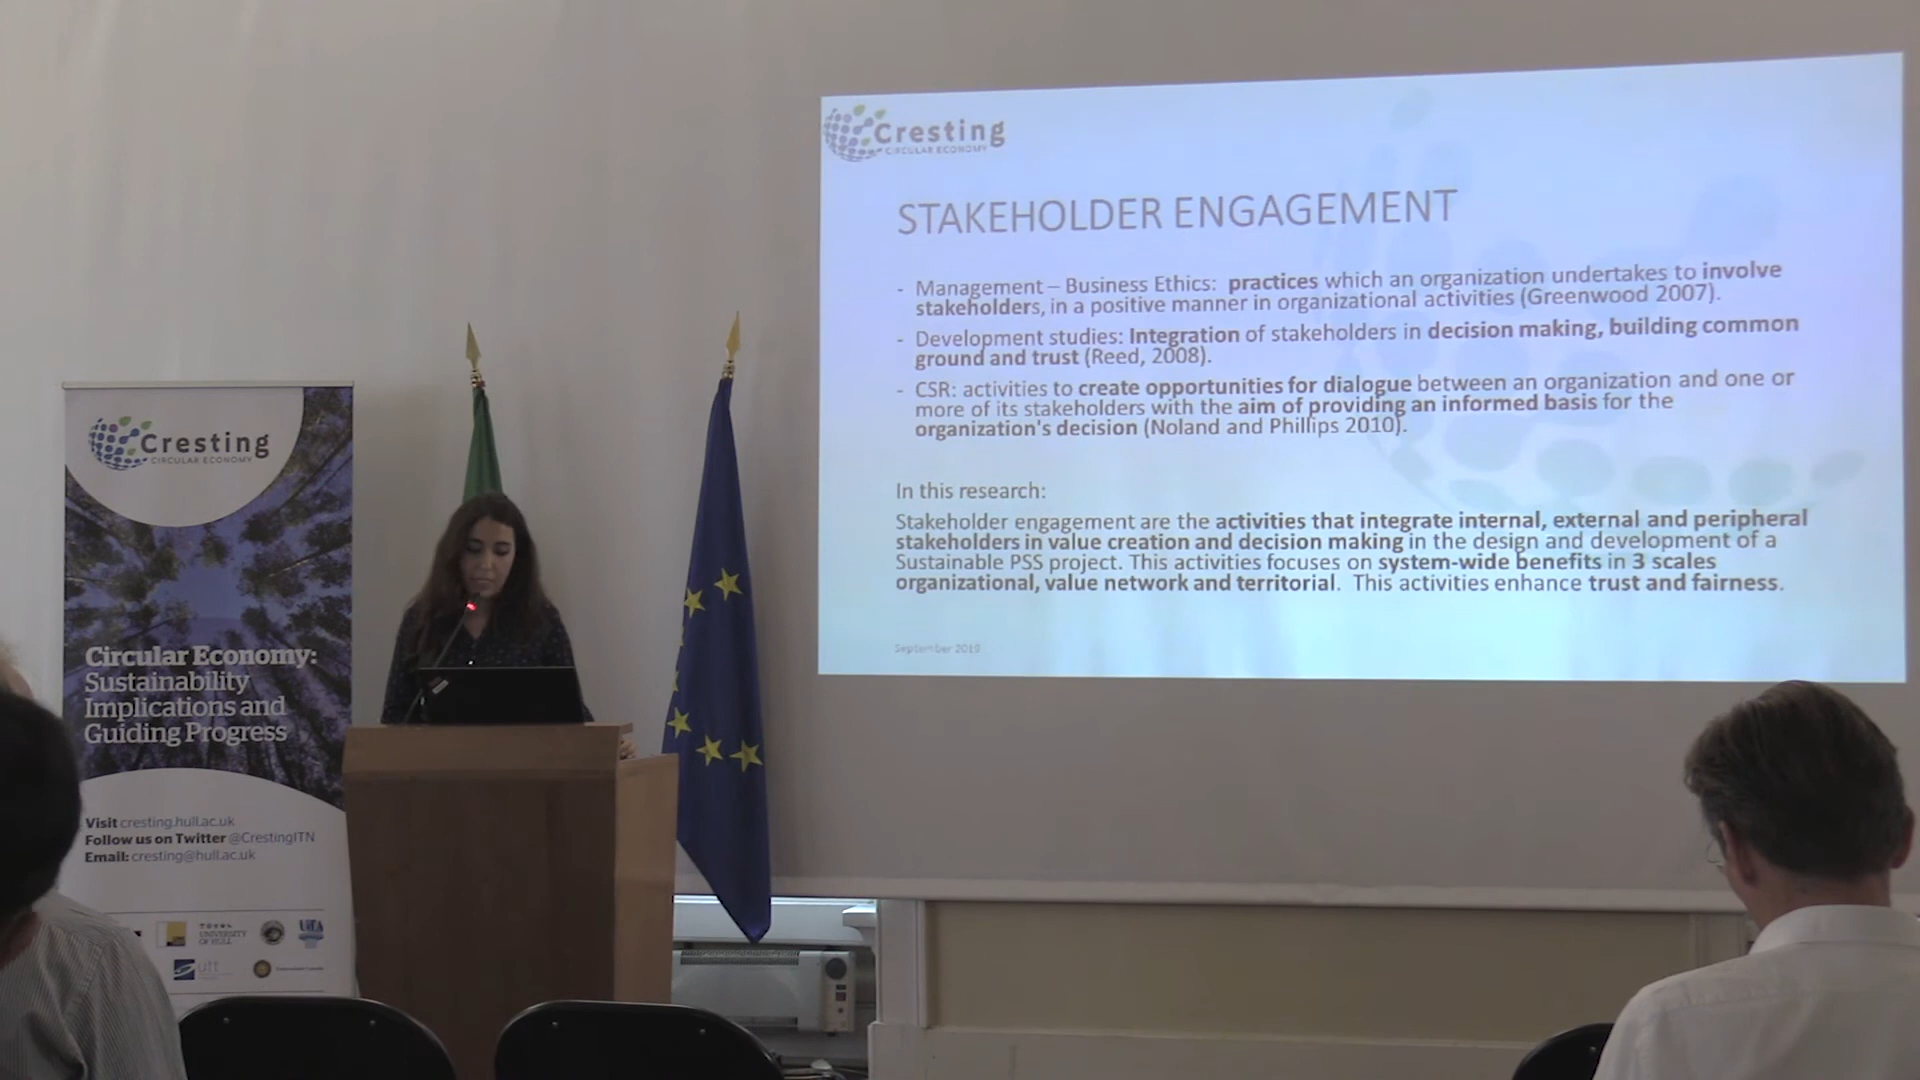 Cresting
CIRCULAR ECONOMY
STAKEHOLDER ENGAGEMENT
- Management – Business Ethics: practices which an organization undertakes to involve
stakeholders, in a positive manner in organizational activities (Greenwood 2007).
- Development studies: Integration of stakeholders in decision making, building common
ground and trust (Reed, 2008).
- CSR: activities to create opportunities for dialogue between an organization and one or
more of its stakeholders with the aim of providing an informed basis for the
organization's decision (Noland and Phillips 2010).
In this research:
Stakeholder engagement are the activities that integrate internal, external and peripheral
stakeholders in value creation and decision making in the design and development of a
Sustainable PSS project. This activities focuses on system-wide benefits in 3 scales
organizational, value network and territorial. This activities enhance trust and fairness.
September 2019
Cresting
CIRCULAR ECONOMY
Circular Economy:
Sustainability
Implications and
Guiding Progress
Visit cresting.hull.ac.uk
Follow us on Twitter @CrestingITN
Email: cresting@hull.ac.uk
UNIVERSITY
OF HULL
utt